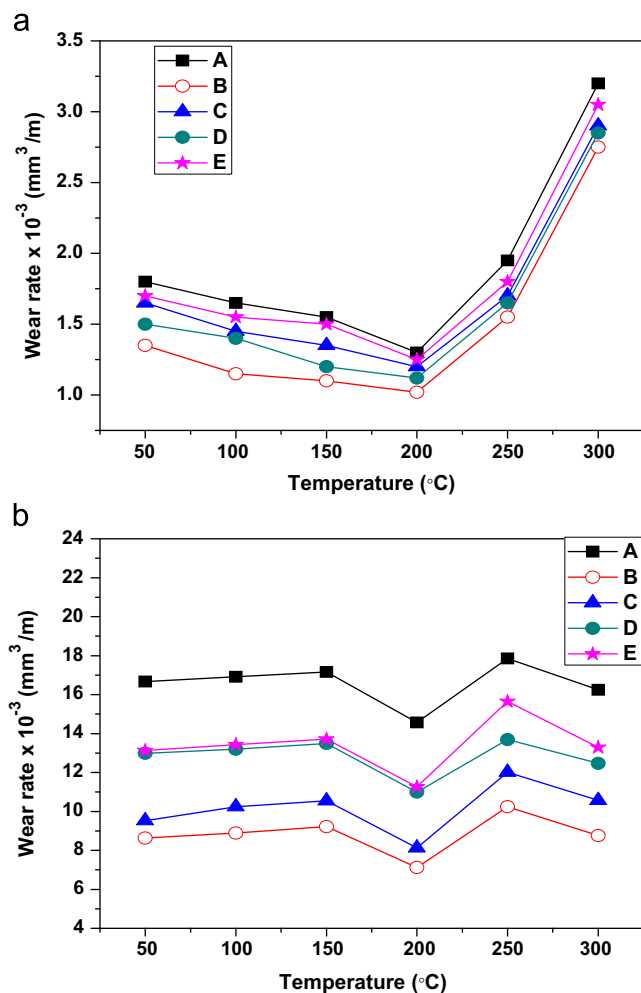 a
3.5
3.0
2.5
2.0
1.5
1.0
Wear rate x 10⁻³ (mm³/m)
A
B
C
D
E
50 100 150 200 250 300
Temperature (°C)
b
24
22
20
18
16
14
12
10
8
6
4
Wear rate x 10⁻³ (mm³/m)
A
B
C
D
E
50 100 150 200 250 300
Temperature (°C)